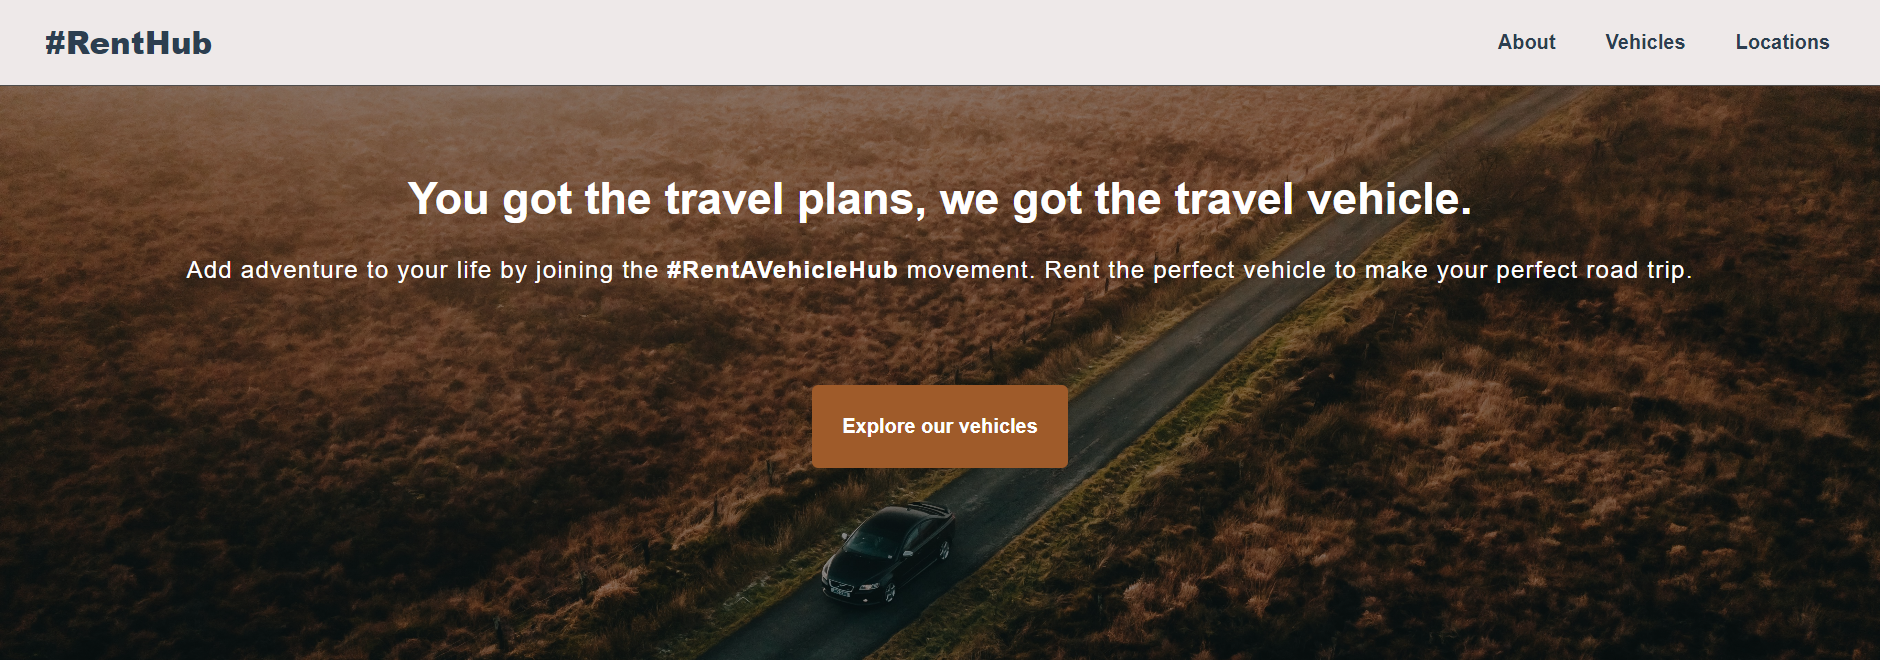 #RentHub
About Vehicles Locations
You got the travel plans, we got the travel vehicle.
Add adventure to your life by joining the #RentAVehicleHub movement. Rent the perfect vehicle to make your perfect road trip.
Explore our vehicles